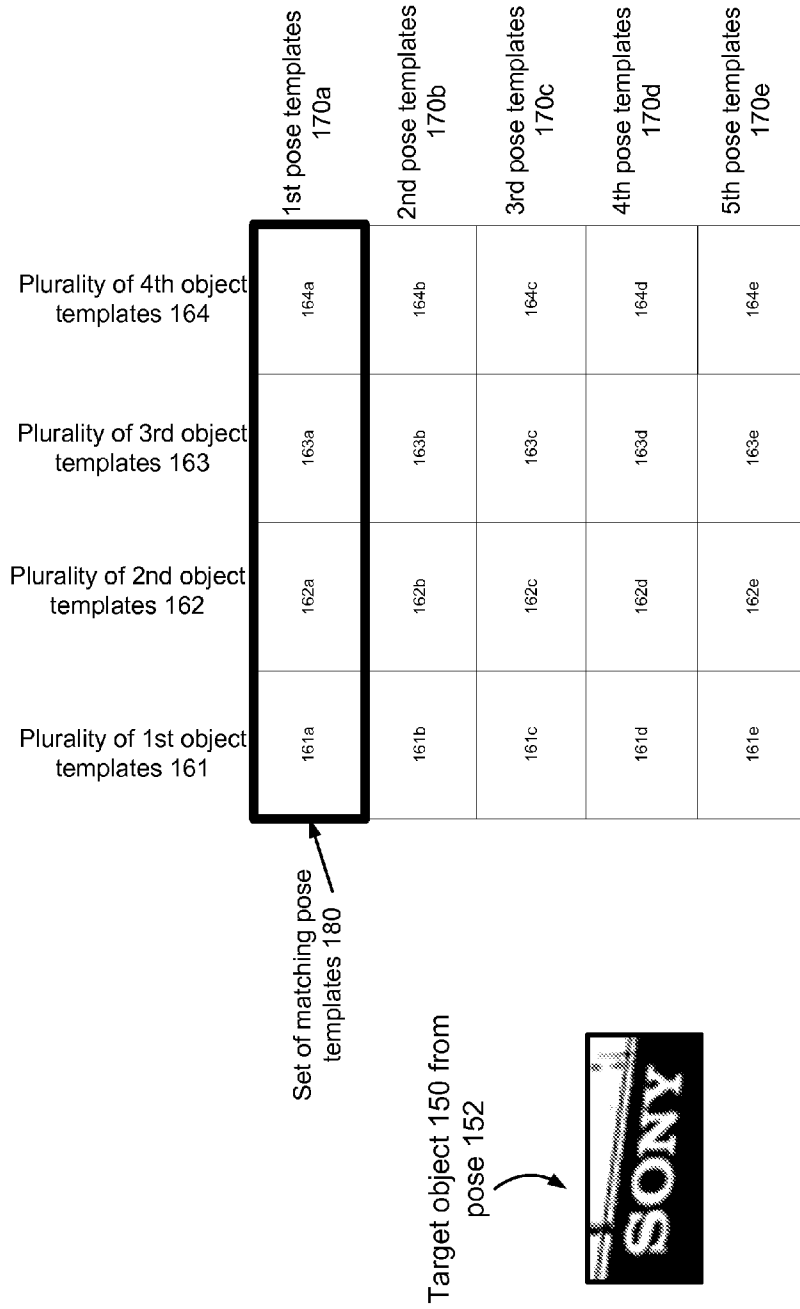 Plurality of 4th object
templates 164
Plurality of 3rd object
templates 163
Plurality of 2nd object
templates 162
Plurality of 1st object
templates 161
1st pose templates
170a
2nd pose templates
170b
3rd pose templates
170c
4th pose templates
170d
5th pose templates
170e
164a
164b
164c
164d
164e
163a
163b
163c
163d
163e
162a
162b
162c
162d
162e
161a
161b
161c
161d
161e
Set of matching pose
templates 180
Target object 150 from
pose 152
SONY